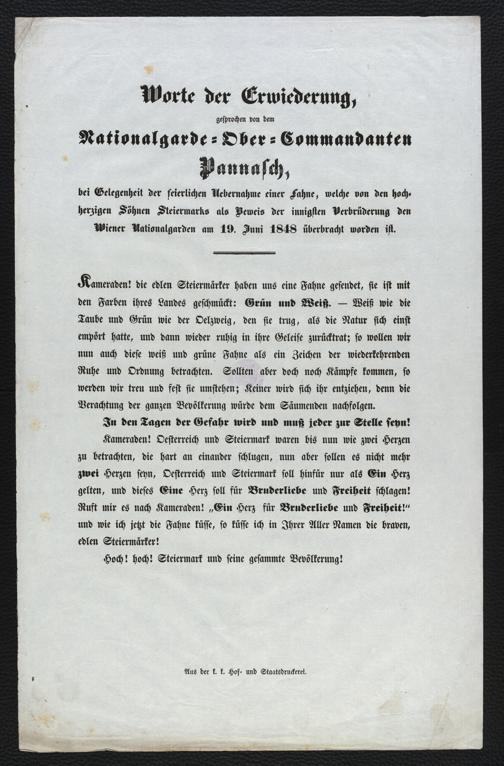 Worte der Erwiederung,
gesprochen von dem
Nationalgarde-Ober-Commandanten
Pannasch,
bei Gelegenheit der feierlichen Uebernahme einer Fahne, welche von den hoch-
herzigen Söhnen Steiermarks als Beweis der innigsten Verbrüderung den
Wiener Nationalgarden am 19. Juni 1848 überbracht worden ist.
Kameraden! die edlen Steiermärker haben uns eine Fahne gesendet, sie ist mit
den Farben ihres Landes geschmückt: Grün und Weiß. — Weiß wie die
Taube und Grün wie der Oelzweig, den sie trug, als die Natur sich einst
empört hatte, und dann wieder ruhig in ihre Geleise zurücktrat; so wollen wir
nun auch diese weiß und grüne Fahne als ein Zeichen der wiederkehrenden
Ruhe und Ordnung betrachten. Sollten aber doch noch Kämpfe kommen, so
werden wir treu und fest sie umstehen; Keiner wird sich ihr entziehen, denn die
Verachtung der ganzen Bevölkerung würde dem Säumenden nachfolgen.
In den Tagen der Gefahr wird und muß jeder zur Stelle seyn!
Kameraden! Oesterreich und Steiermark waren bis nun wie zwei Herzen
zu betrachten, die hart an einander schlugen, nun aber sollen es nicht mehr
zwei Herzen seyn, Oesterreich und Steiermark soll hinfür nur als Ein Herz
gelten, und dieses Eine Herz soll für Bruderliebe und Freiheit schlagen!
Ruft mir es nach Kameraden! „Ein Herz für Bruderliebe und Freiheit!“
und wie ich jetzt die Fahne küsse, so küsse ich in Ihrer Aller Namen die braven,
edlen Steiermärker!
Hoch! hoch! Steiermark und seine gesammte Bevölkerung!
Aus der k. k. Hof- und Staatsdruckerei.